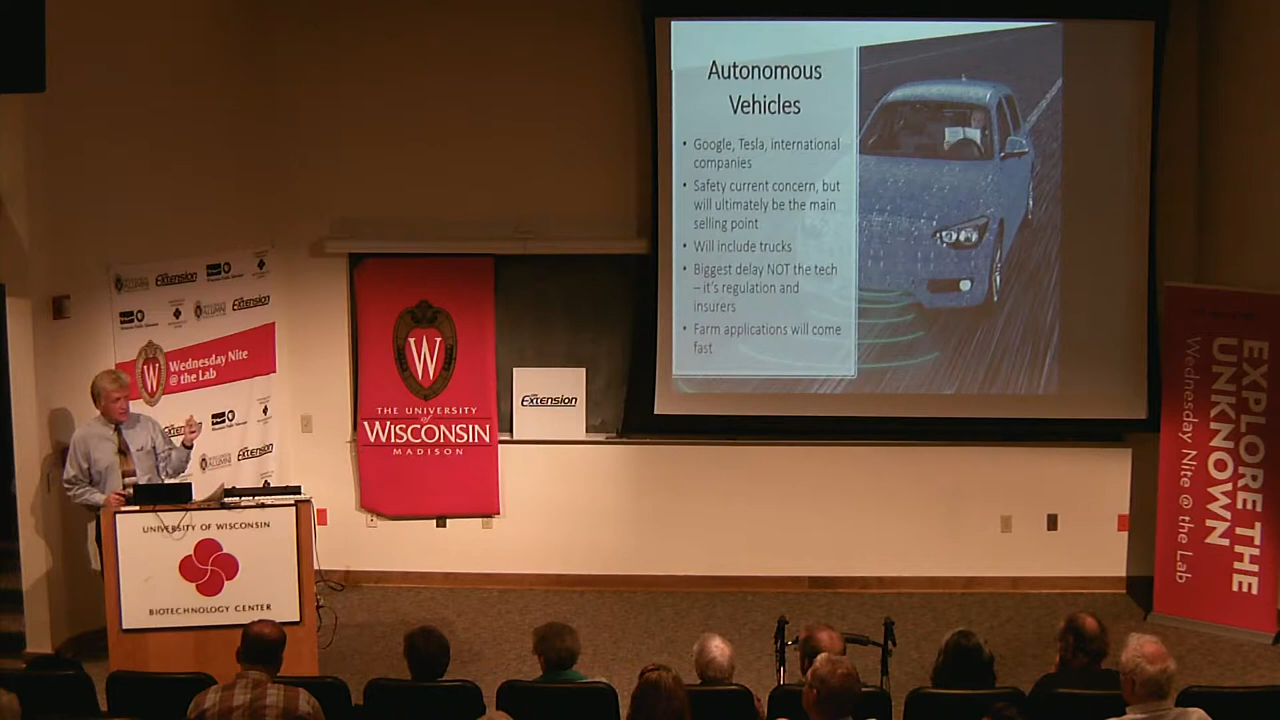 Autonomous
Vehicles
• Google, Tesla, international
companies
• Safety current concern, but
will ultimately be the main
selling point
• Will include trucks
• Biggest delay NOT the tech
– it's regulation and
insurers
• Farm applications will come
fast
Extension
Extension
Wednesday Nite
@ the Lab
ALUMNI
Extension
W
THE UNIVERSITY
of
WISCONSIN
MADISON
Extension
UNIVERSITY OF WISCONSIN
BIOTECHNOLOGY CENTER
EXPLORE THE
UNKNOWN
Wednesday Nite @ the Lab